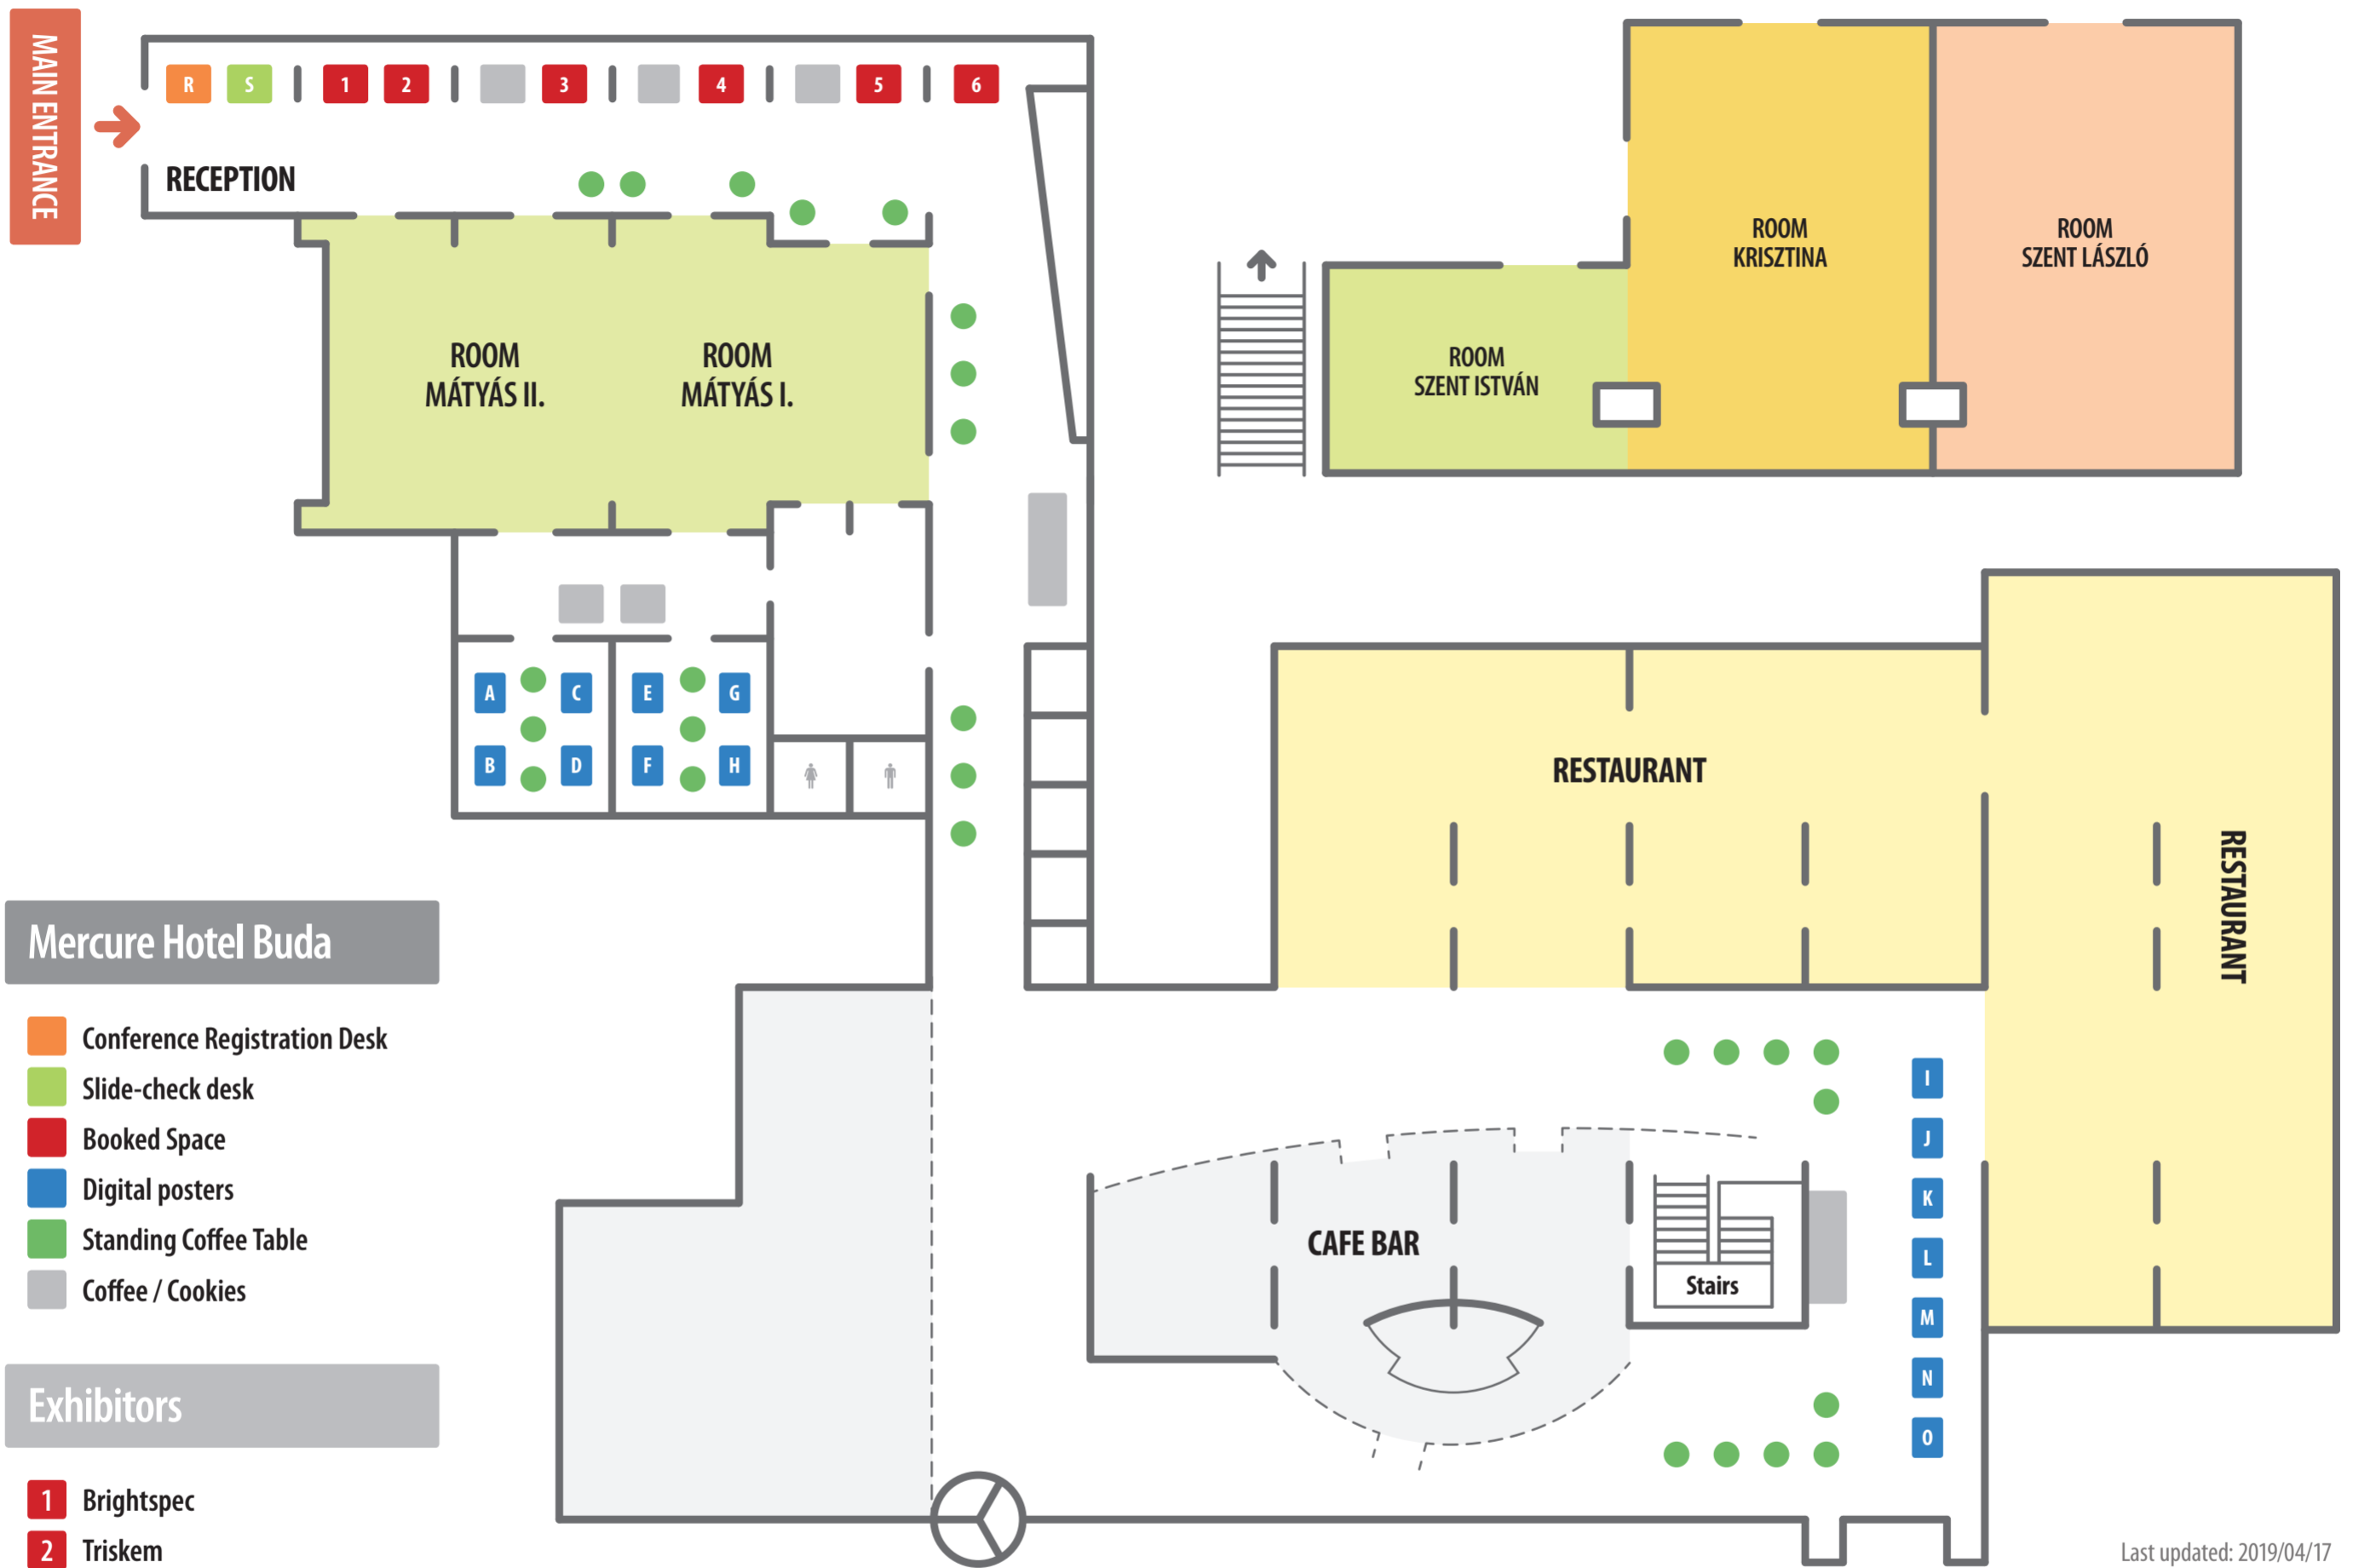 MAIN ENTRANCE
R
S
1
2
3
4
5
6
RECEPTION
ROOM
MÁTYÁS II.
ROOM
MÁTYÁS I.
ROOM
SZENT ISTVÁN
ROOM
KRISZTINA
ROOM
SZENT LÁSZLÓ
A
C
E
G
B
D
F
H
RESTAURANT
RESTAURANT
Mercure Hotel Buda
Conference Registration Desk
Slide-check desk
Booked Space
Digital posters
Standing Coffee Table
Coffee / Cookies
CAFE BAR
Stairs
I
J
K
L
M
N
O
Exhibitors
1 Brightspec
2 Triskem
Last updated: 2019/04/17